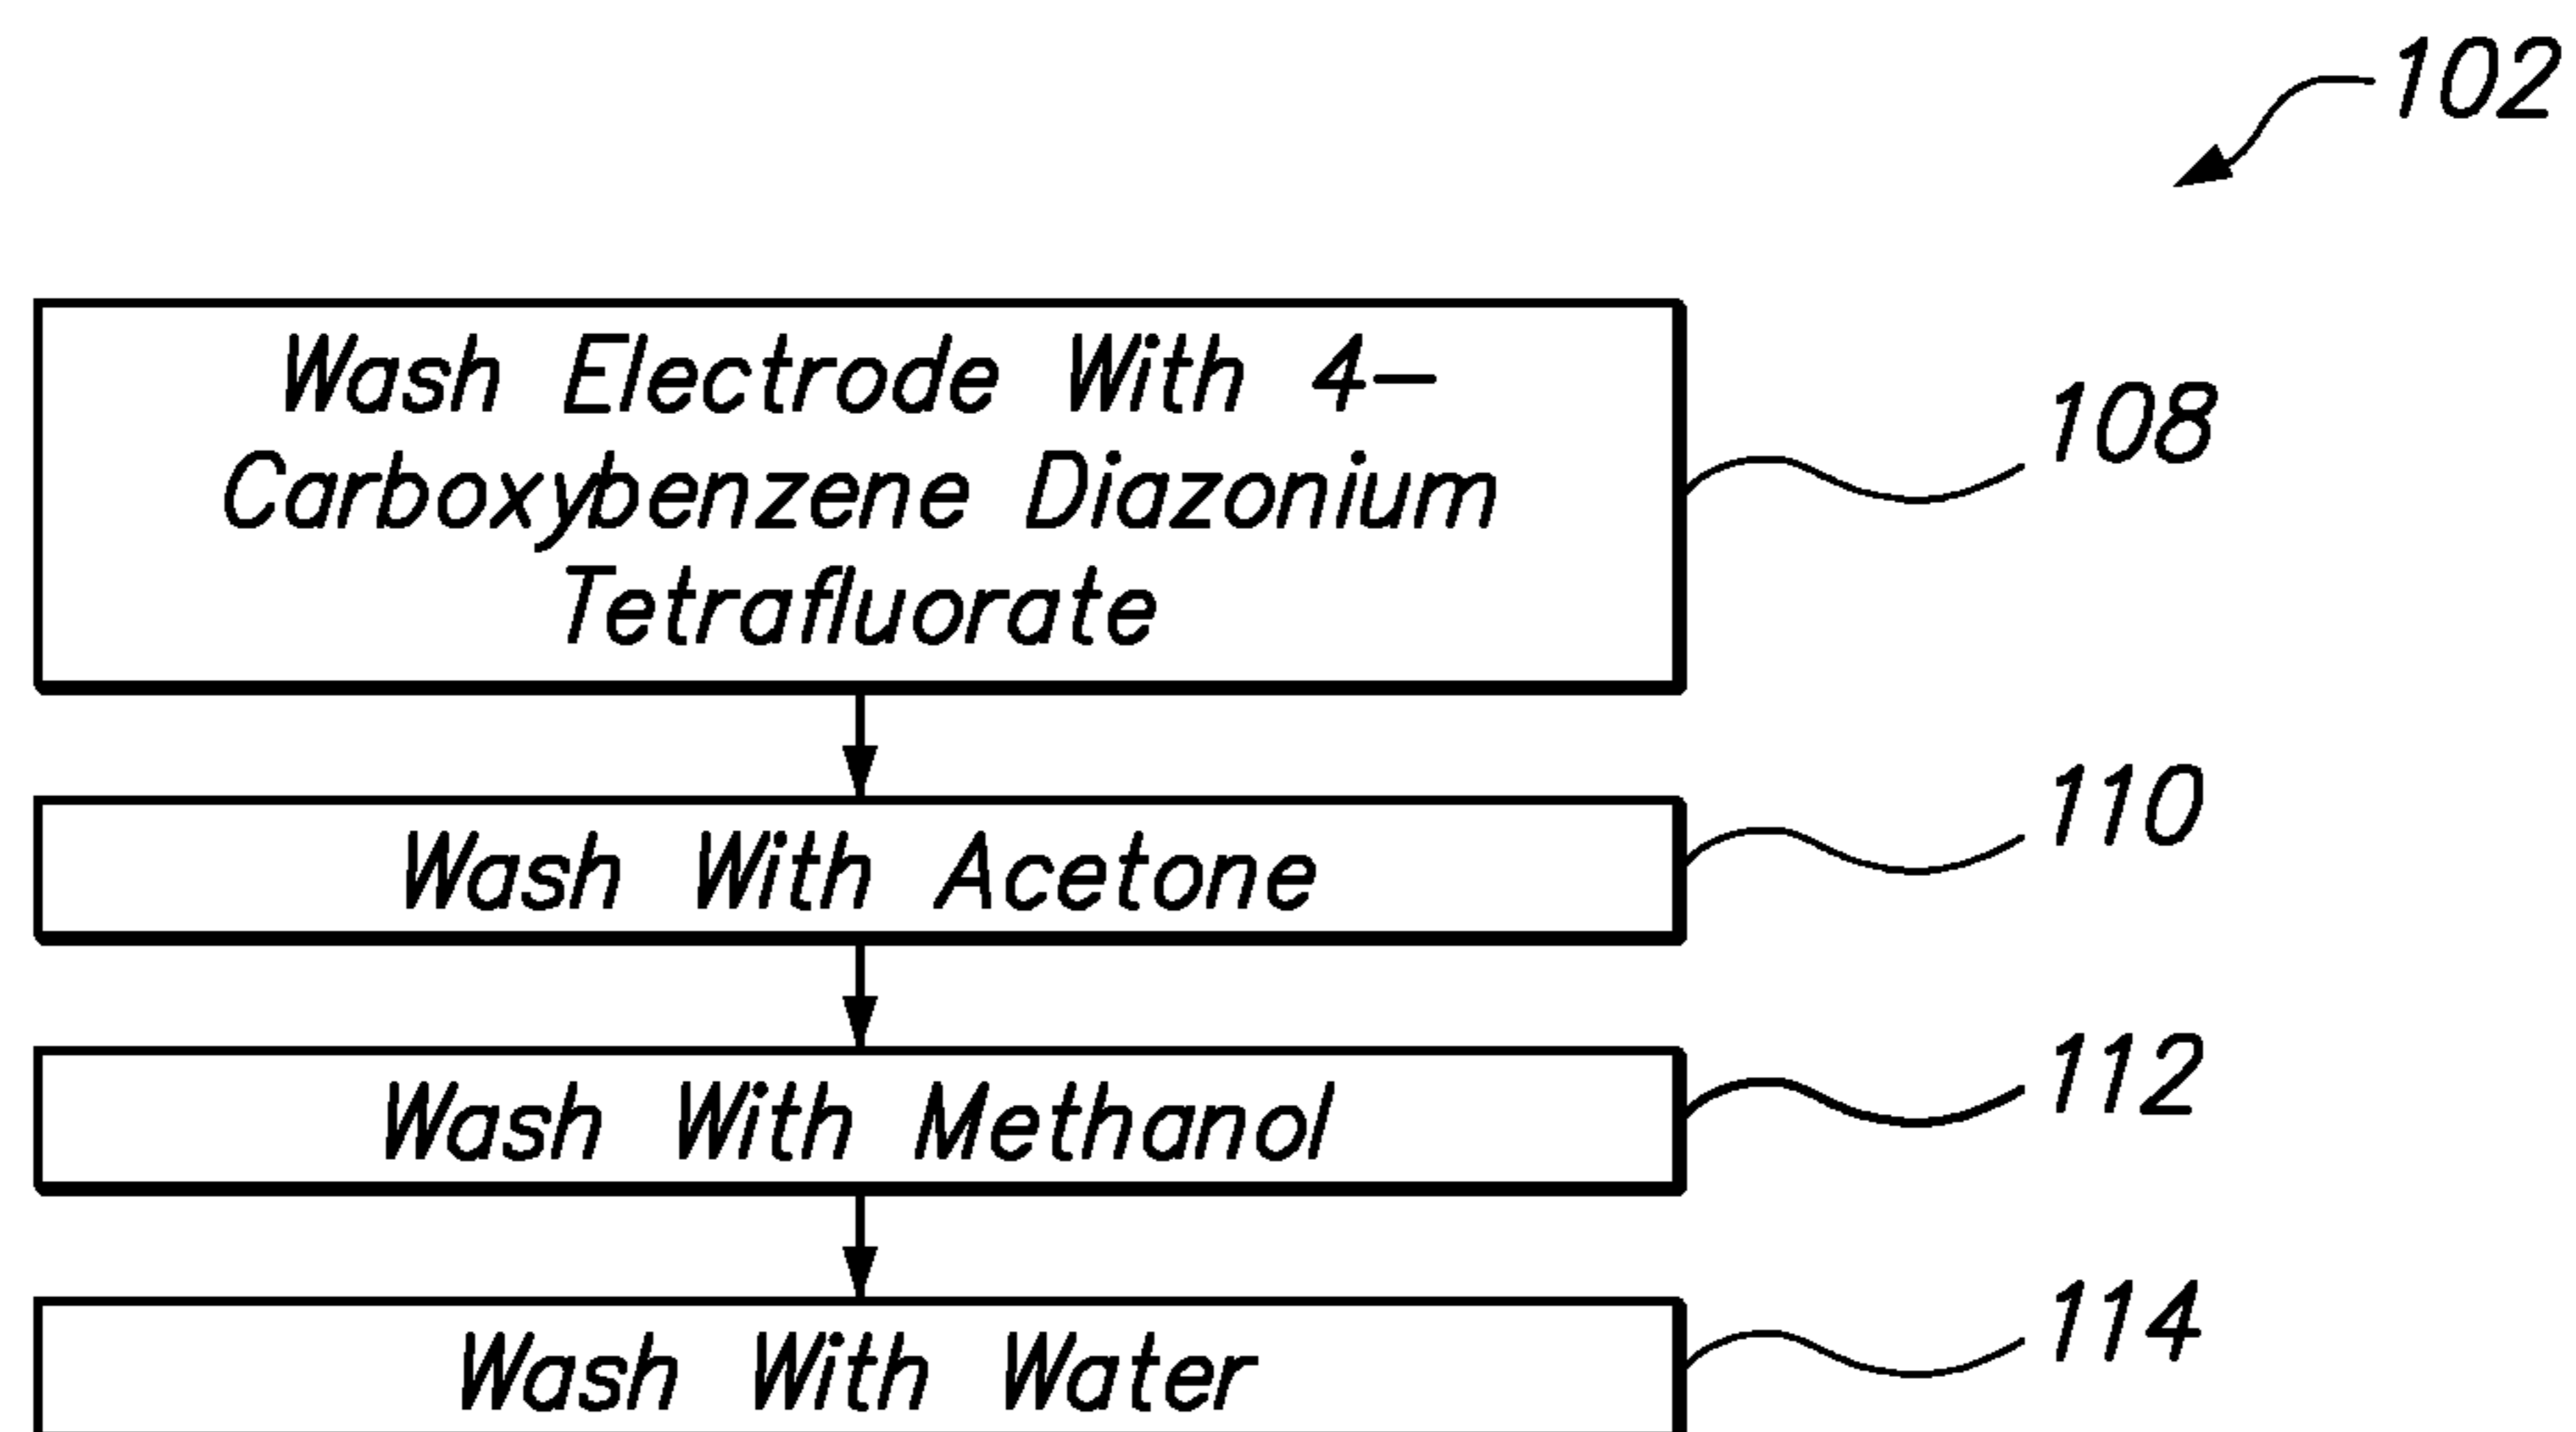 102
Wash Electrode With 4-
Carboxybenzene Diazonium
Tetrafluorate
108
Wash With Acetone
110
Wash With Methanol
112
Wash With Water
114